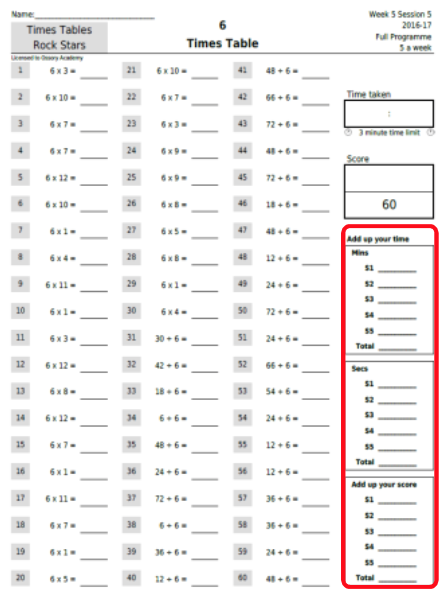 Name:
Times Tables
Rock Stars
Licensed to Ossory Academy
6
Times Table
Week 5 Session 5
2016-17
Full Programme
5 a week
1 6 x 3 =
2 6 x 10 =
3 6 x 7 =
4 6 x 7 =
5 6 x 12 =
6 6 x 10 =
7 6 x 1 =
8 6 x 4 =
9 6 x 11 =
10 6 x 1 =
11 6 x 3 =
12 6 x 12 =
13 6 x 8 =
14 6 x 12 =
15 6 x 7 =
16 6 x 1 =
17 6 x 11 =
18 6 x 7 =
19 6 x 1 =
20 6 x 5 =
21 6 x 10 =
22 6 x 7 =
23 6 x 3 =
24 6 x 9 =
25 6 x 9 =
26 6 x 8 =
27 6 x 5 =
28 6 x 8 =
29 6 x 1 =
30 6 x 4 =
31 30 ÷ 6 =
32 42 ÷ 6 =
33 18 ÷ 6 =
34 6 ÷ 6 =
35 48 ÷ 6 =
36 24 ÷ 6 =
37 72 ÷ 6 =
38 6 ÷ 6 =
39 36 ÷ 6 =
40 12 ÷ 6 =
41 48 ÷ 6 =
42 66 ÷ 6 =
43 72 ÷ 6 =
44 48 ÷ 6 =
45 72 ÷ 6 =
46 18 ÷ 6 =
47 48 ÷ 6 =
48 12 ÷ 6 =
49 24 ÷ 6 =
50 72 ÷ 6 =
51 24 ÷ 6 =
52 66 ÷ 6 =
53 54 ÷ 6 =
54 24 ÷ 6 =
55 12 ÷ 6 =
56 12 ÷ 6 =
57 36 ÷ 6 =
58 36 ÷ 6 =
59 24 ÷ 6 =
60 48 ÷ 6 =
Time taken
:
3 minute time limit
Score
60
Add up your time
Mins
S1
S2
S3
S4
S5
Total
Secs
S1
S2
S3
S4
S5
Total
Add up your score
S1
S2
S3
S4
S5
Total